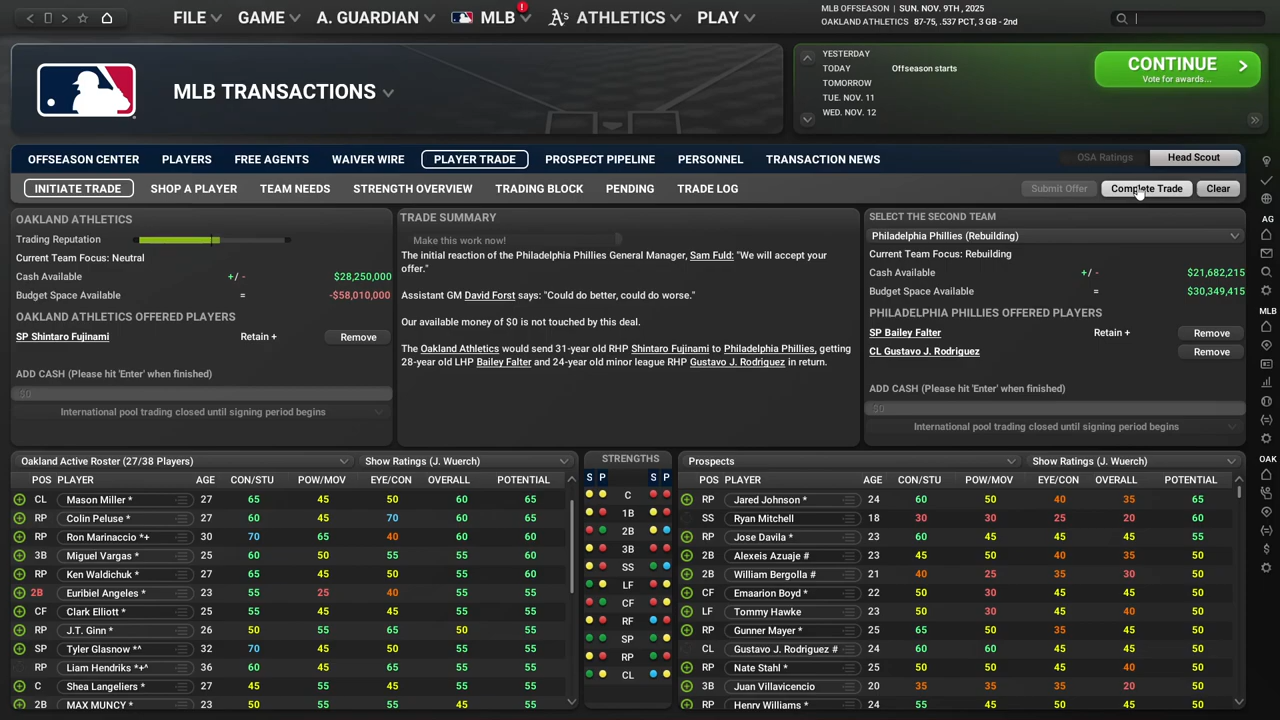 FILE
GAME
A. GUARDIAN
MLB
!
ATHLETICS
PLAY
MLB OFFSEASON | SUN. NOV. 9TH , 2025
OAKLAND ATHLETICS 87-75, .537 PCT, 3 GB - 2nd
MLB TRANSACTIONS
YESTERDAY
TODAY Offseason starts
TOMORROW
TUE. NOV. 11
WED. NOV. 12
CONTINUE
Vote for awards...
OFFSEASON CENTER PLAYERS FREE AGENTS WAIVER WIRE PLAYER TRADE PROSPECT PIPELINE PERSONNEL TRANSACTION NEWS OSA Ratings Head Scout
INITIATE TRADE SHOP A PLAYER TEAM NEEDS STRENGTH OVERVIEW TRADING BLOCK PENDING TRADE LOG Submit Offer Complete Trade Clear
OAKLAND ATHLETICS
Trading Reputation
Current Team Focus: Neutral
Cash Available +/- $28,250,000
Budget Space Available = -$58,010,000
OAKLAND ATHLETICS OFFERED PLAYERS
SP Shintaro Fujinami Retain + Remove
ADD CASH (Please hit 'Enter' when finished)
$0
International pool trading closed until signing period begins
TRADE SUMMARY
Make this work now!
The initial reaction of the Philadelphia Phillies General Manager, Sam Fuld: "We will accept your
offer."
Assistant GM David Forst says: "Could do better, could do worse."
Our available money of $0 is not touched by this deal.
The Oakland Athletics would send 31-year old RHP Shintaro Fujinami to Philadelphia Phillies, getting
28-year old LHP Bailey Falter and 24-year old minor league RHP Gustavo J. Rodriguez in return.
SELECT THE SECOND TEAM
Philadelphia Phillies (Rebuilding)
Current Team Focus: Rebuilding
Cash Available +/- $21,682,215
Budget Space Available = $30,349,415
PHILADELPHIA PHILLIES OFFERED PLAYERS
SP Bailey Falter Retain + Remove
CL Gustavo J. Rodriguez Remove
ADD CASH (Please hit 'Enter' when finished)
$0
International pool trading closed until signing period begins
Oakland Active Roster (27/38 Players) Show Ratings (J. Wuerch)
POS PLAYER AGE CON/STU POW/MOV EYE/CON OVERALL POTENTIAL
CL Mason Miller * 27 65 45 50 60 65
RP Colin Peluse * 27 60 45 70 60 65
RP Ron Marinaccio *+ 30 70 65 40 60 60
3B Miguel Vargas * 25 60 50 55 55 60
RP Ken Waldichuk * 27 60 45 50 55 60
2B Euribiel Angeles * 23 55 25 40 55 60
CF Clark Elliott * 25 55 45 50 55 55
RP J.T. Ginn * 26 50 55 65 50 55
SP Tyler Glasnow *^ 32 70 45 50 55 55
RP Liam Hendriks *+^ 36 60 45 65 55 55
C Shea Langeliers * 27 45 55 45 55 55
2B MAX MUNCY * 23 50 55 55 45 55
STRENGTHS
S P S P
C
1B
2B
3B
SS
LF
CF
RF
SP
RP
CL
Prospects Show Ratings (J. Wuerch)
POS PLAYER AGE CON/STU POW/MOV EYE/CON OVERALL POTENTIAL
RP Jared Johnson * 24 60 50 40 35 65
SS Ryan Mitchell 18 30 30 25 20 60
RP Jose Davila * 23 60 45 45 45 55
2B Alexeis Azuaje # 23 45 50 40 35 50
2B William Bergolla # 21 40 25 35 30 50
CF Emaarion Boyd * 22 50 30 50 45 50
LF Tommy Hawke 23 50 30 45 40 50
RP Gunner Mayer * 25 65 50 45 45 50
CL Gustavo J. Rodriguez # 24 60 60 45 45 50
RP Nate Stahl * 25 50 50 45 40 50
3B Juan Villavicencio 20 35 35 35 20 50
RP Henry Williams * 24 50 45 50 45 50
AG
MLB
OAK